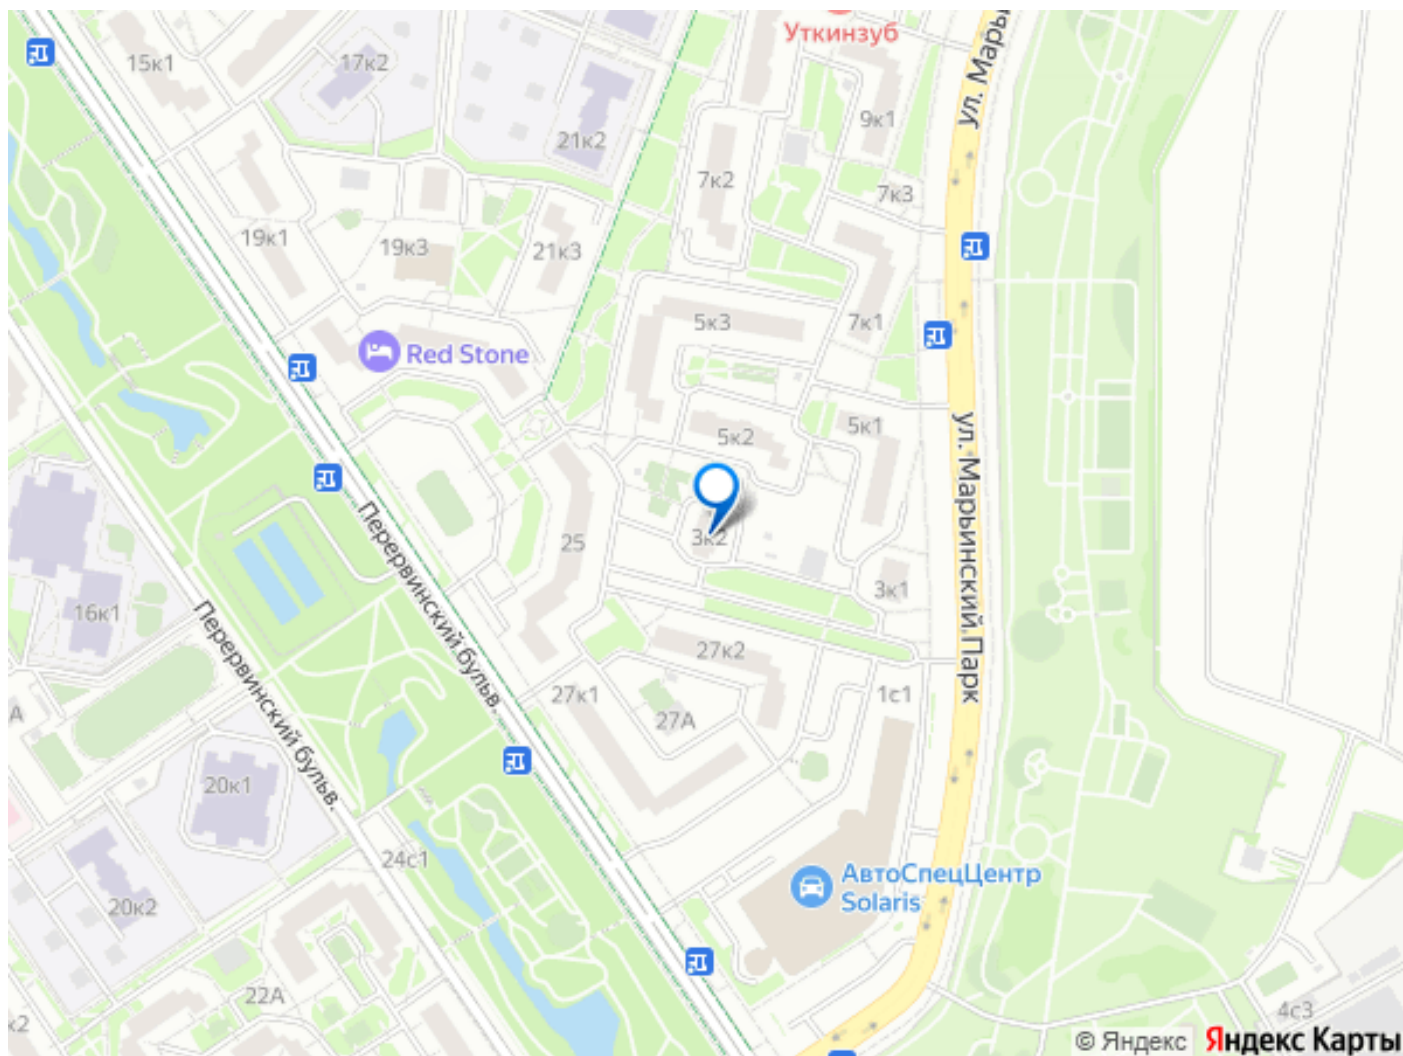 Уткинзуб
15к1
17к2
ул. Марь
9к1
21к2
7к2
7к3
19к1
19к3
21к3
5к3
7к1
Red Stone
5к2
5к1
ул. Марьинский Парк
Перервинский бульв.
25
3к2
3к1
16к1
Перервинский бульв.
27к2
27к1
1с1
А
27А
20к1
24с1
АвтоСпецЦентр
Solaris
20к2
22А
4с3
к2
© Яндекс
Яндекс Карты